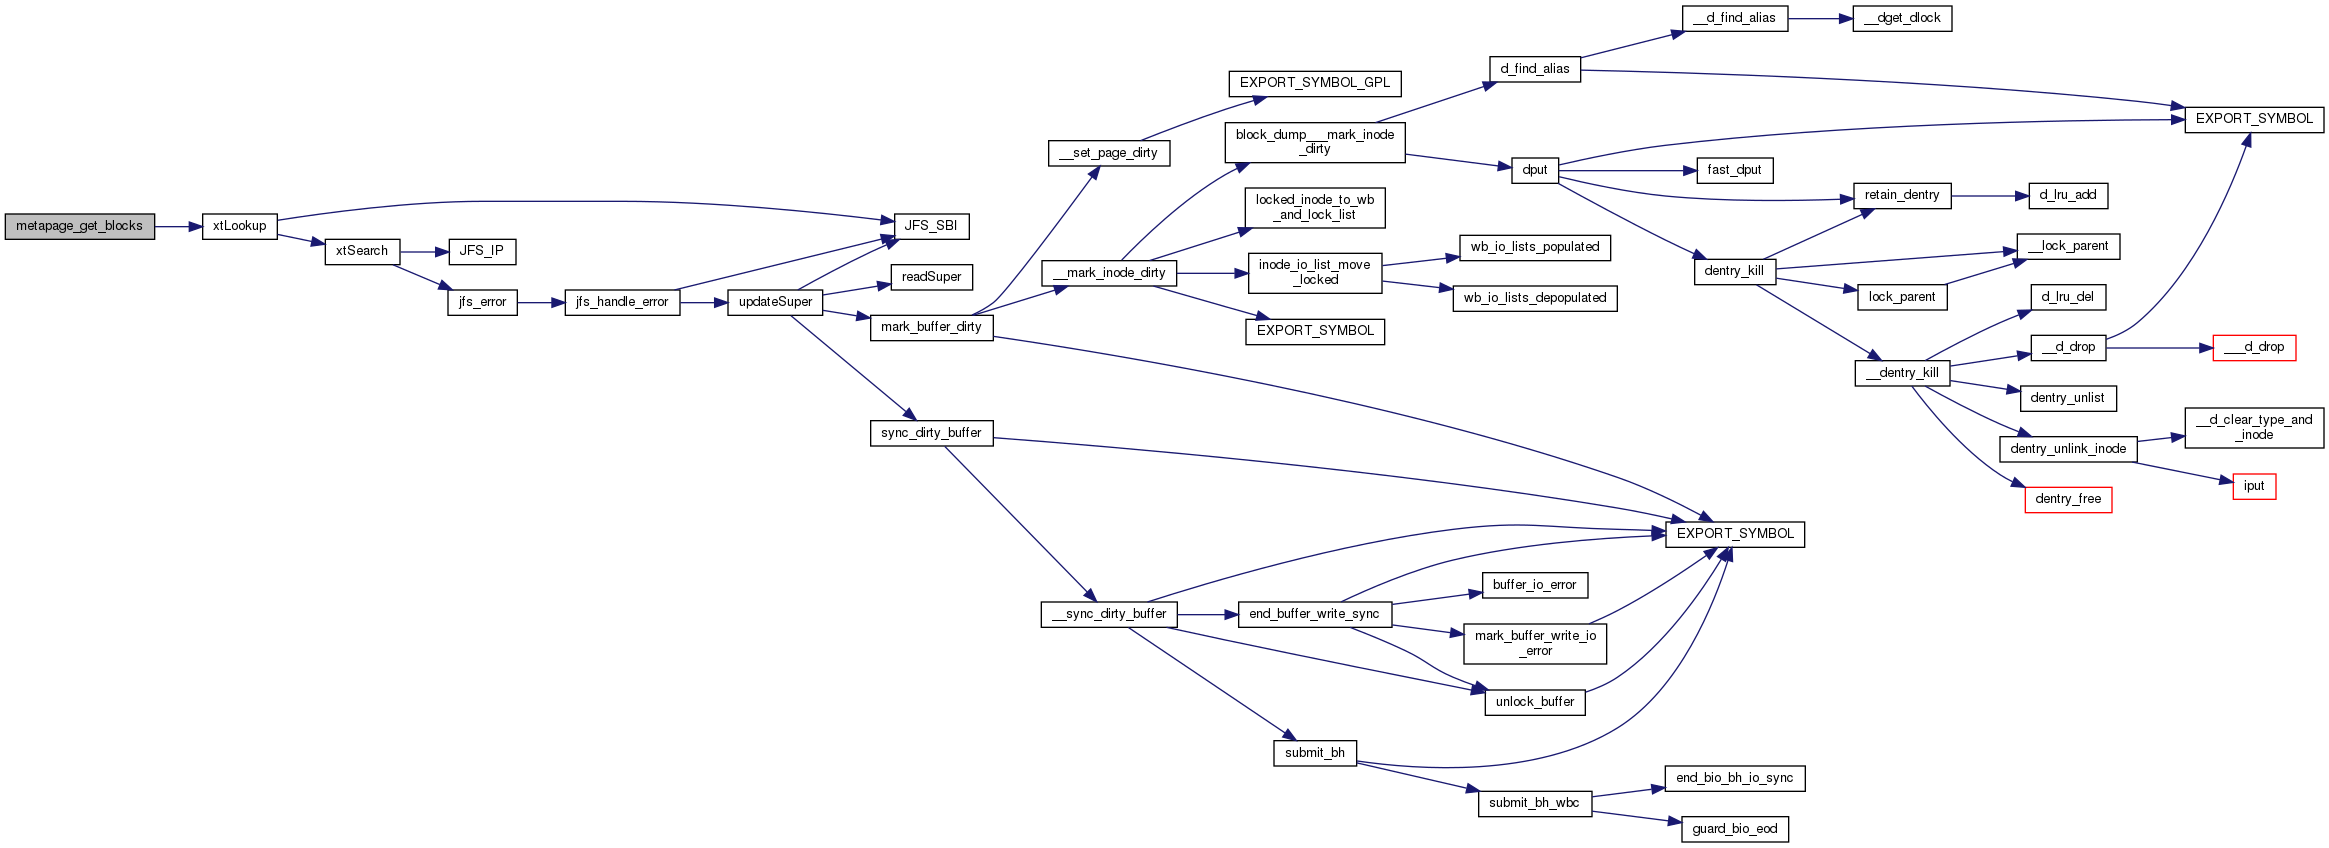 metapage_get_blocks
xtLookup
xtSearch
JFS_IP
jfs_error
jfs_handle_error
JFS_SBI
updateSuper
readSuper
mark_buffer_dirty
sync_dirty_buffer
__set_page_dirty
EXPORT_SYMBOL_GPL
__mark_inode_dirty
block_dump___mark_inode
_dirty
locked_inode_to_wb
_and_lock_list
inode_io_list_move
_locked
EXPORT_SYMBOL
wb_io_lists_populated
wb_io_lists_depopulated
d_find_alias
__d_find_alias
__dget_dlock
EXPORT_SYMBOL
dput
fast_dput
retain_dentry
d_lru_add
dentry_kill
__lock_parent
lock_parent
__dentry_kill
d_lru_del
__d_drop
___d_drop
dentry_unlist
dentry_unlink_inode
__d_clear_type_and
_inode
iput
dentry_free
EXPORT_SYMBOL
__sync_dirty_buffer
end_buffer_write_sync
buffer_io_error
mark_buffer_write_io
_error
unlock_buffer
submit_bh
submit_bh_wbc
end_bio_bh_io_sync
guard_bio_eod